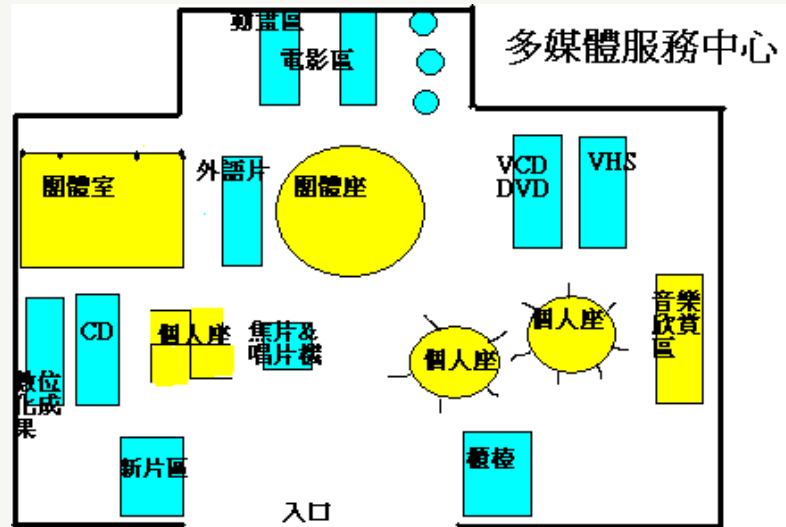 動畫區
電影區
多媒體服務中心
團體室
外語片
團體座
VCD
DVD
VHS
CD
個人座
焦片&
唱片機
個人座
個人座
音樂
欣賞
區
數位
化成
果
新片區
櫃檯
入口